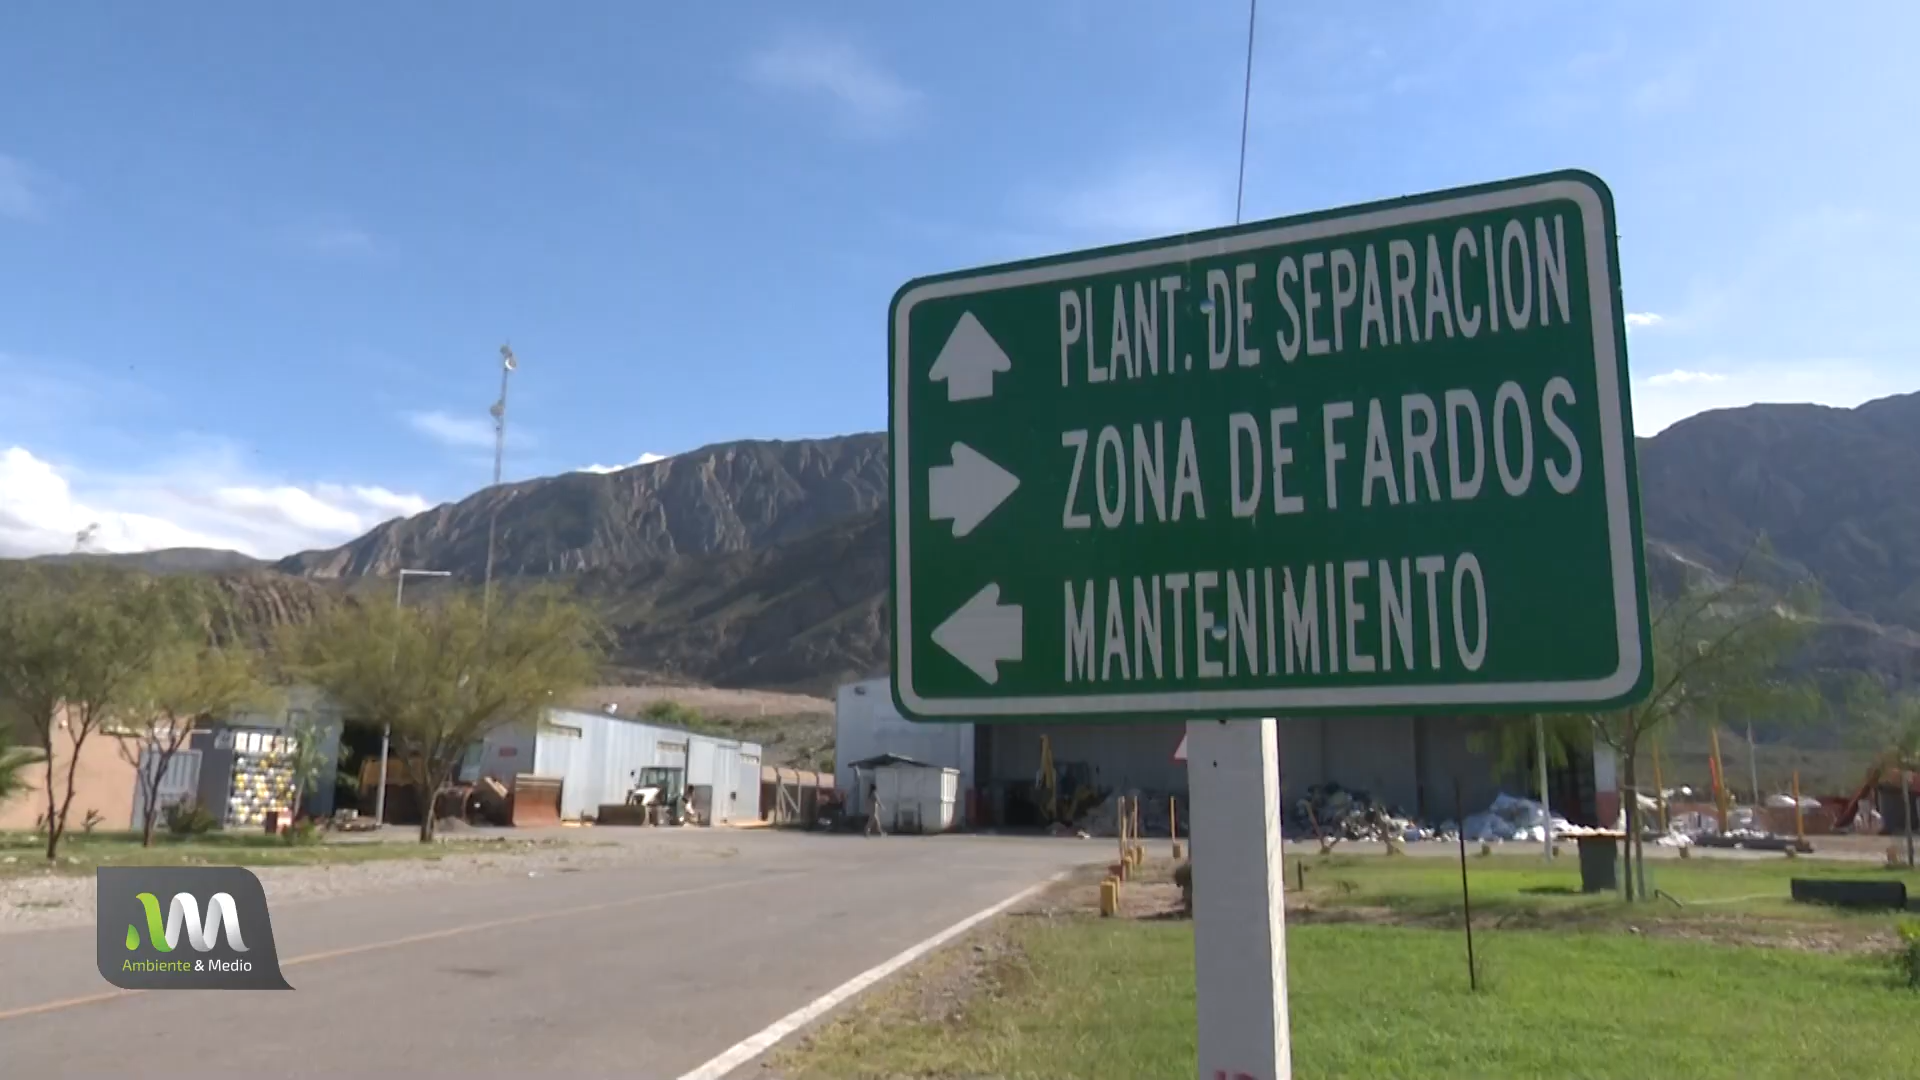 PLANT. DE SEPARACION
ZONA DE FARDOS
MANTENIMIENTO
Ambiente & Medio